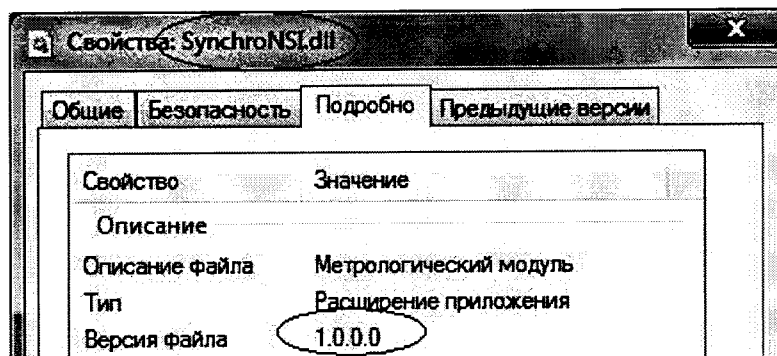 Свойства: SynchroNSI.dll
Общие Безопасность Подробно Предыдущие версии
Свойство Значение
Описание
Описание файла Метрологический модуль
Тип Расширение приложения
Версия файла 1.0.0.0